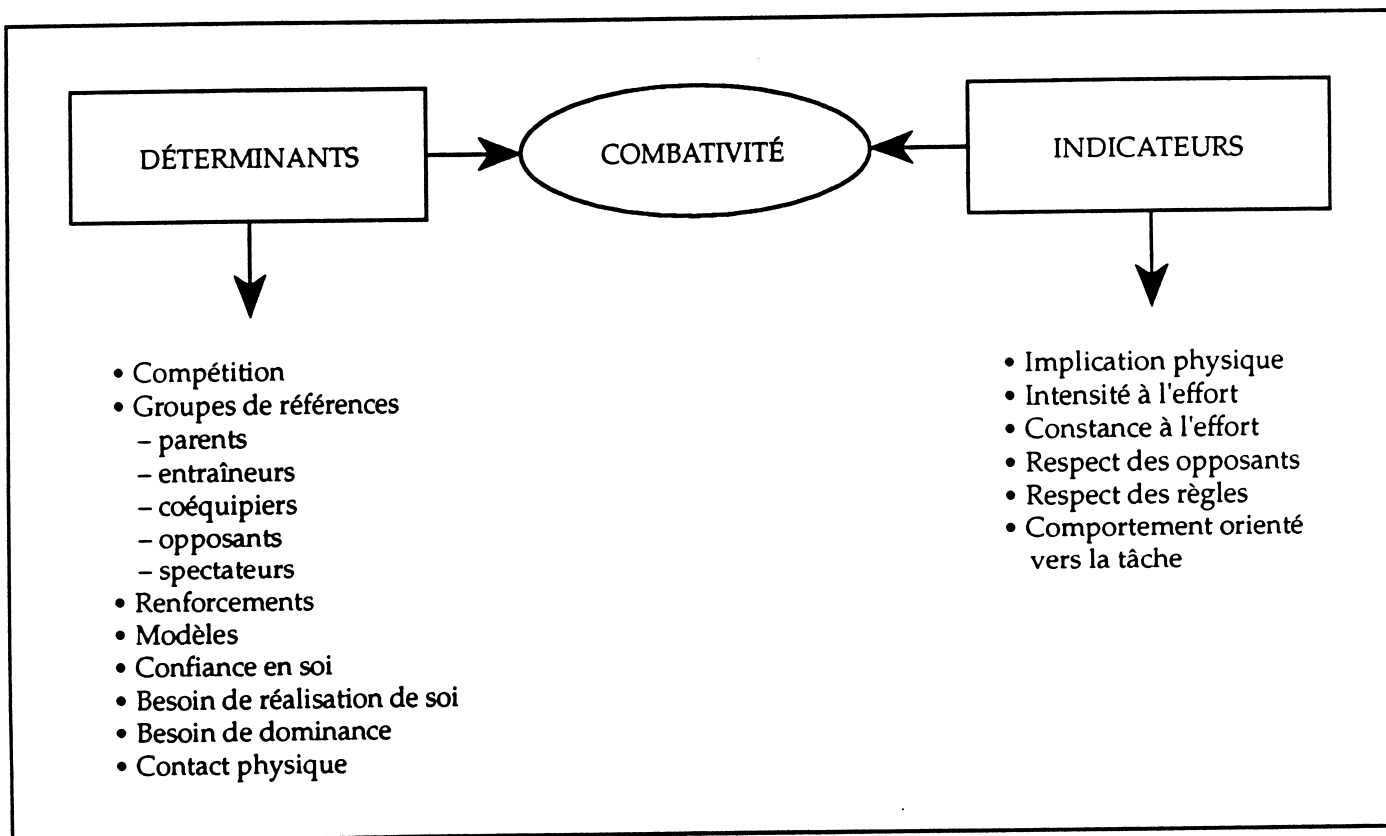 DÉTERMINANTS
COMBATIVITÉ
INDICATEURS
• Compétition
• Groupes de références
– parents
– entraîneurs
– coéquipiers
– opposants
– spectateurs
• Renforcements
• Modèles
• Confiance en soi
• Besoin de réalisation de soi
• Besoin de dominance
• Contact physique
• Implication physique
• Intensité à l'effort
• Constance à l'effort
• Respect des opposants
• Respect des règles
• Comportement orienté
vers la tâche